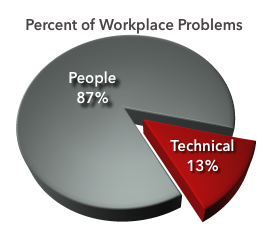 Percent of Workplace Problems
People
87%
Technical
13%